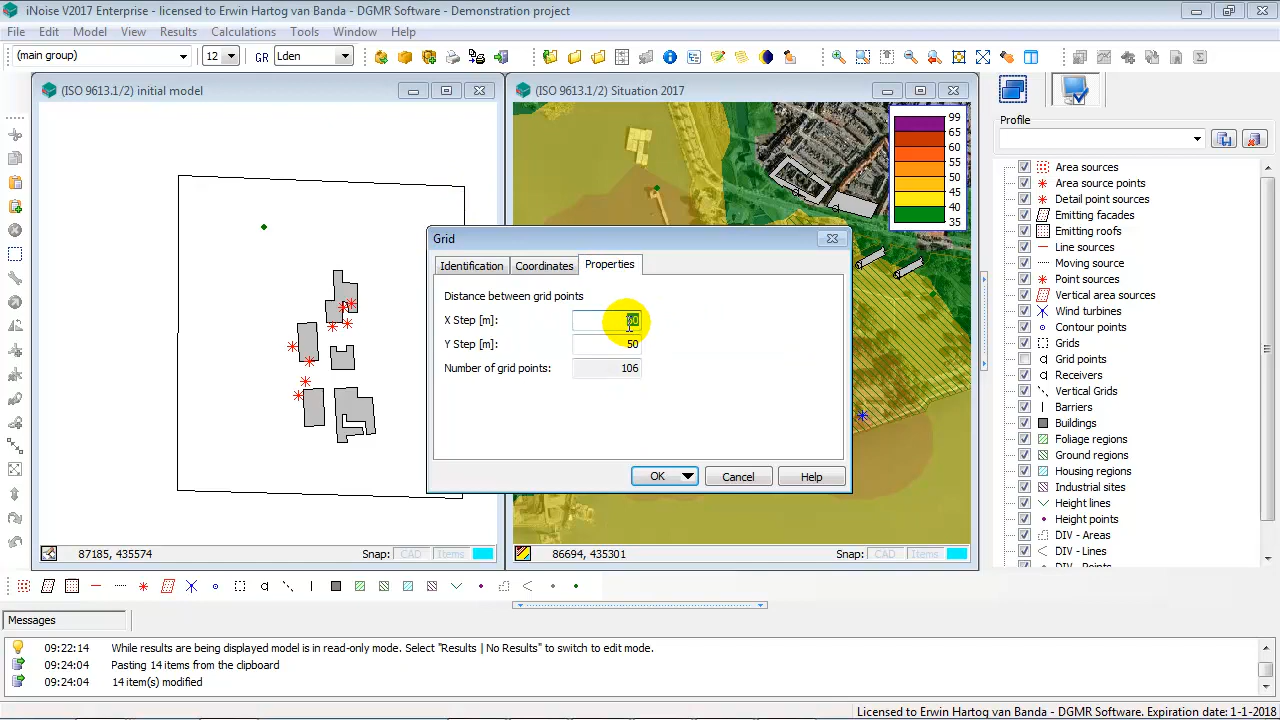 iNoise V2017 Enterprise - licensed to Erwin Hartog van Banda - DGMR Software - Demonstration project
File Edit Model View Results Calculations Tools Window Help
(main group) 12 GR Lden
(ISO 9613.1/2) initial model
(ISO 9613.1/2) Situation 2017
99
65
60
55
50
45
40
35
Profile
Area sources
Area source points
Detail point sources
Emitting facades
Emitting roofs
Line sources
Moving source
Point sources
Vertical area sources
Wind turbines
Contour points
Grids
Grid points
Receivers
Vertical Grids
Barriers
Buildings
Foliage regions
Ground regions
Housing regions
Industrial sites
Height lines
Height points
DIV - Areas
DIV - Lines
DIV - Points
Grid
Identification Coordinates Properties
Distance between grid points
X Step [m]:
Y Step [m]: 50
Number of grid points: 106
OK Cancel Help
87185, 435574 Snap: CAD Items
86694, 435301 Snap: CAD Items
Messages
09:22:14 While results are being displayed model is in read-only mode. Select "Results | No Results" to switch to edit mode.
09:24:04 Pasting 14 items from the clipboard
09:24:04 14 item(s) modified
Licensed to Erwin Hartog van Banda - DGMR Software. Expiration date: 1-1-2018